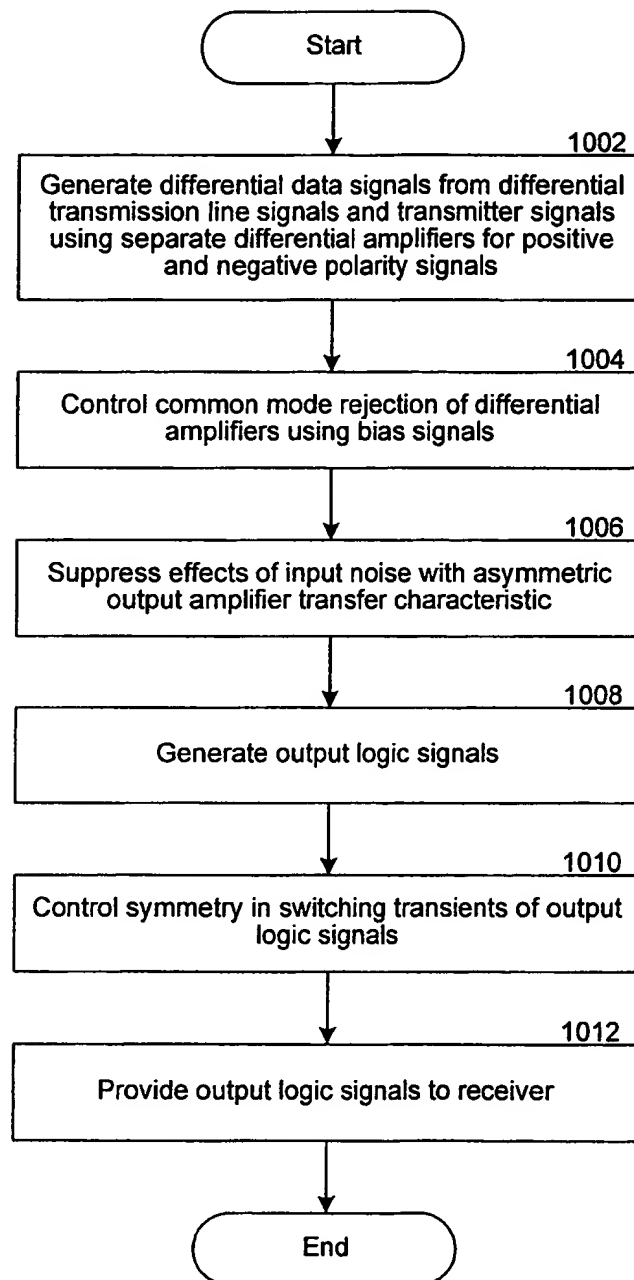 Start
1002
Generate differential data signals from differential
transmission line signals and transmitter signals
using separate differential amplifiers for positive
and negative polarity signals
1004
Control common mode rejection of differential
amplifiers using bias signals
1006
Suppress effects of input noise with asymmetric
output amplifier transfer characteristic
1008
Generate output logic signals
1010
Control symmetry in switching transients of output
logic signals
1012
Provide output logic signals to receiver
End